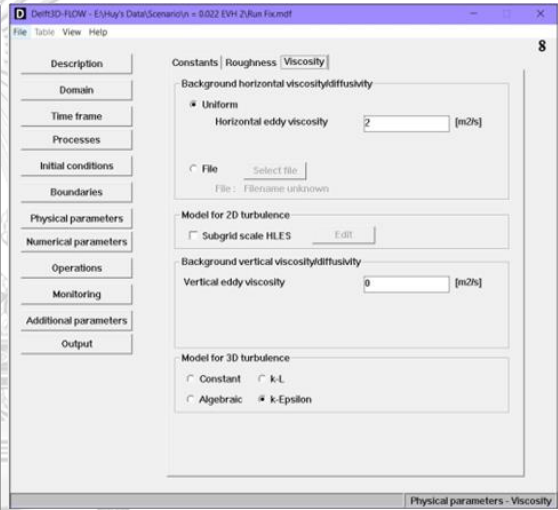 Delft3D-FLOW - E:\Huy's Data\Scenario\n = 0.022 EVH 2\Run Fix.mdf
File Table View Help
8
Description
Domain
Time frame
Processes
Initial conditions
Boundaries
Physical parameters
Numerical parameters
Operations
Monitoring
Additional parameters
Output
Constants Roughness Viscosity
Background horizontal viscosity/diffusivity
Uniform
Horizontal eddy viscosity 2 [m2/s]
File Select file
File : Filename unknown
Model for 2D turbulence
Subgrid scale HLES Edit
Background vertical viscosity/diffusivity
Vertical eddy viscosity 0 [m2/s]
Model for 3D turbulence
Constant k-L
Algebraic k-Epsilon
Physical parameters - Viscosity